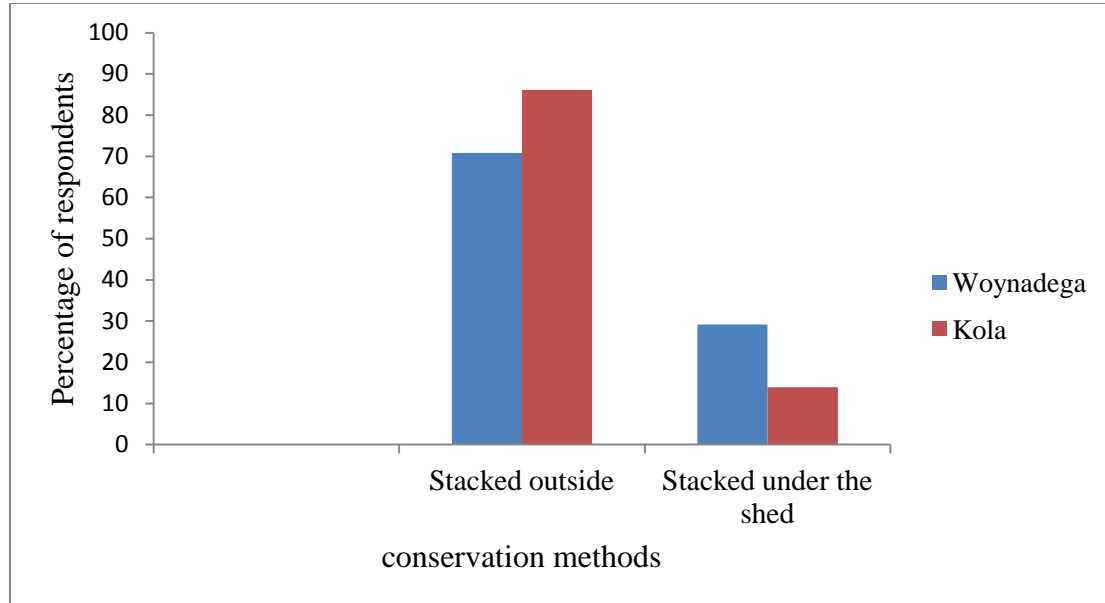 Percentage of respondents
100
90
80
70
60
50
40
30
20
10
0
Stacked outside
Stacked under the
shed
conservation methods
Woynadega
Kola